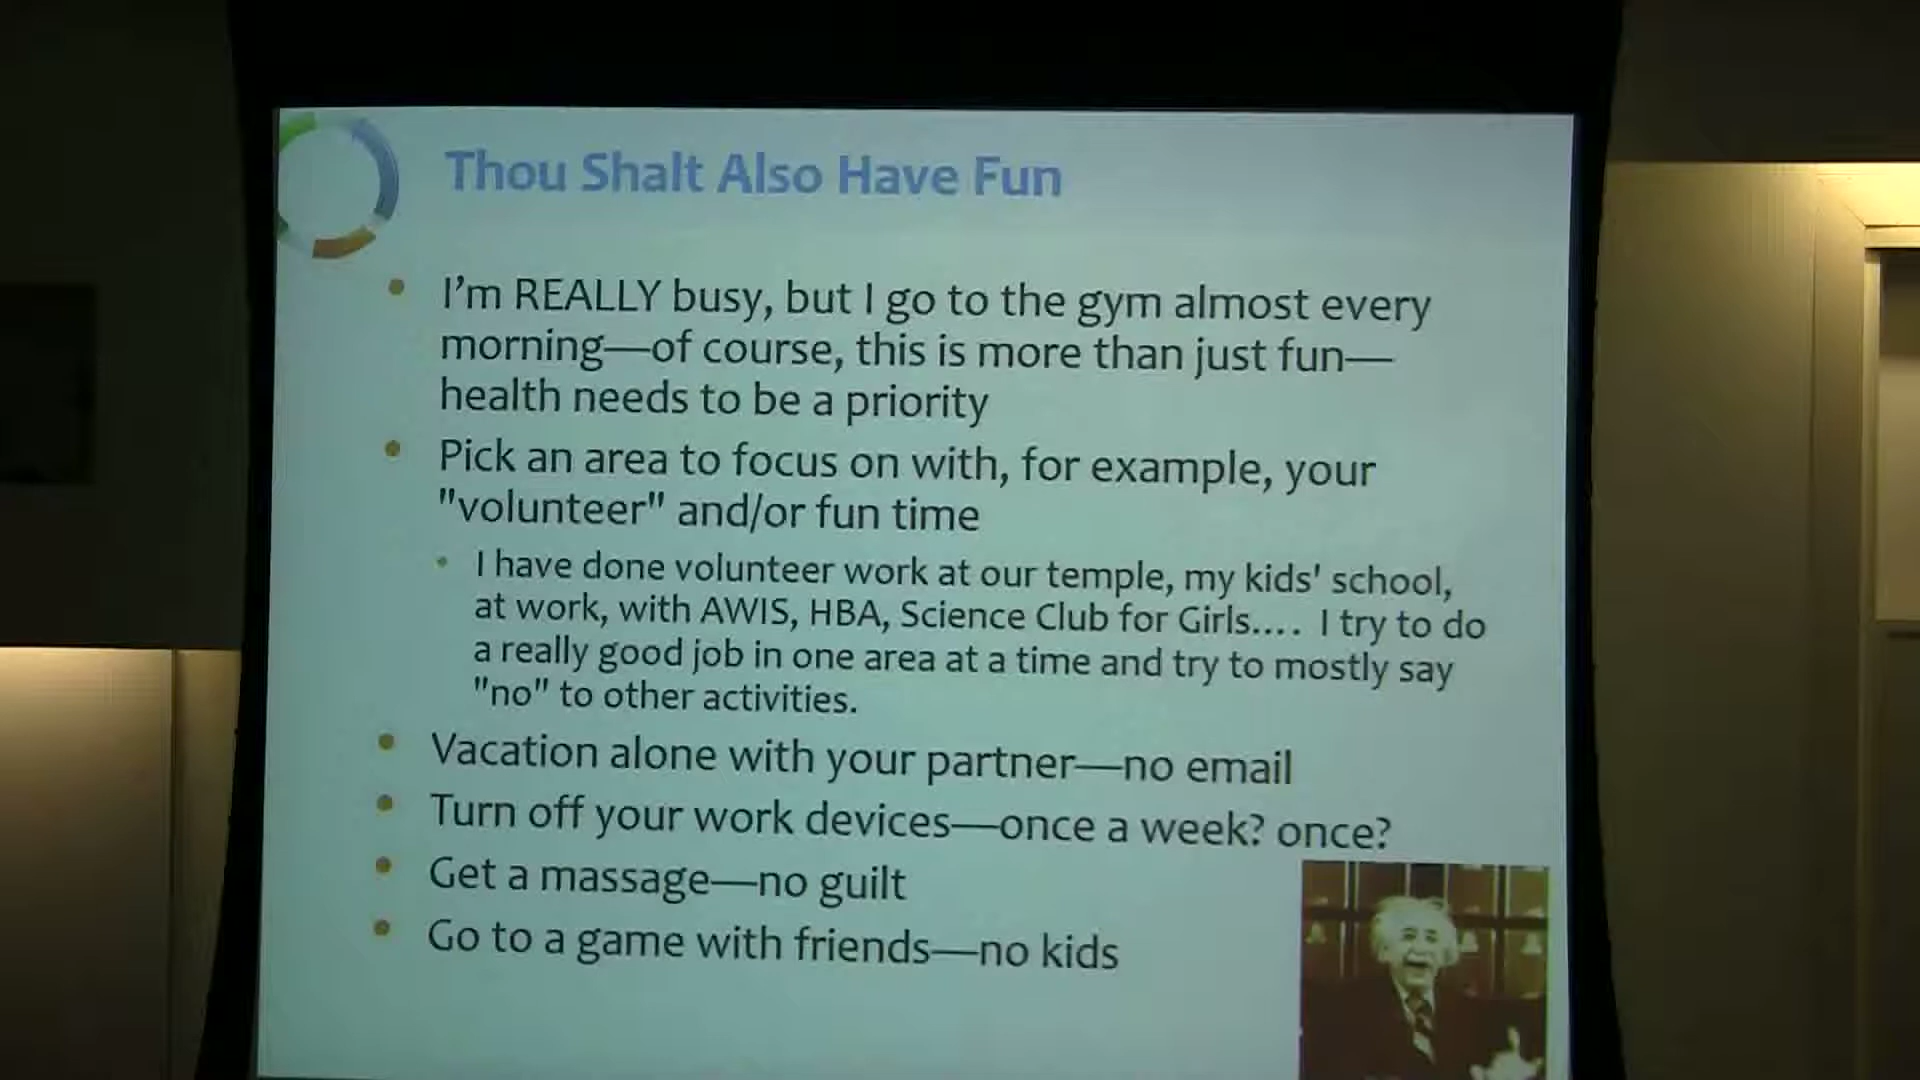 Thou Shalt Also Have Fun
• I'm REALLY busy, but I go to the gym almost every
morning—of course, this is more than just fun—
health needs to be a priority
• Pick an area to focus on with, for example, your
"volunteer" and/or fun time
• I have done volunteer work at our temple, my kids' school,
at work, with AWIS, HBA, Science Club for Girls.... I try to do
a really good job in one area at a time and try to mostly say
"no" to other activities.
• Vacation alone with your partner—no email
• Turn off your work devices—once a week? once?
• Get a massage—no guilt
• Go to a game with friends—no kids